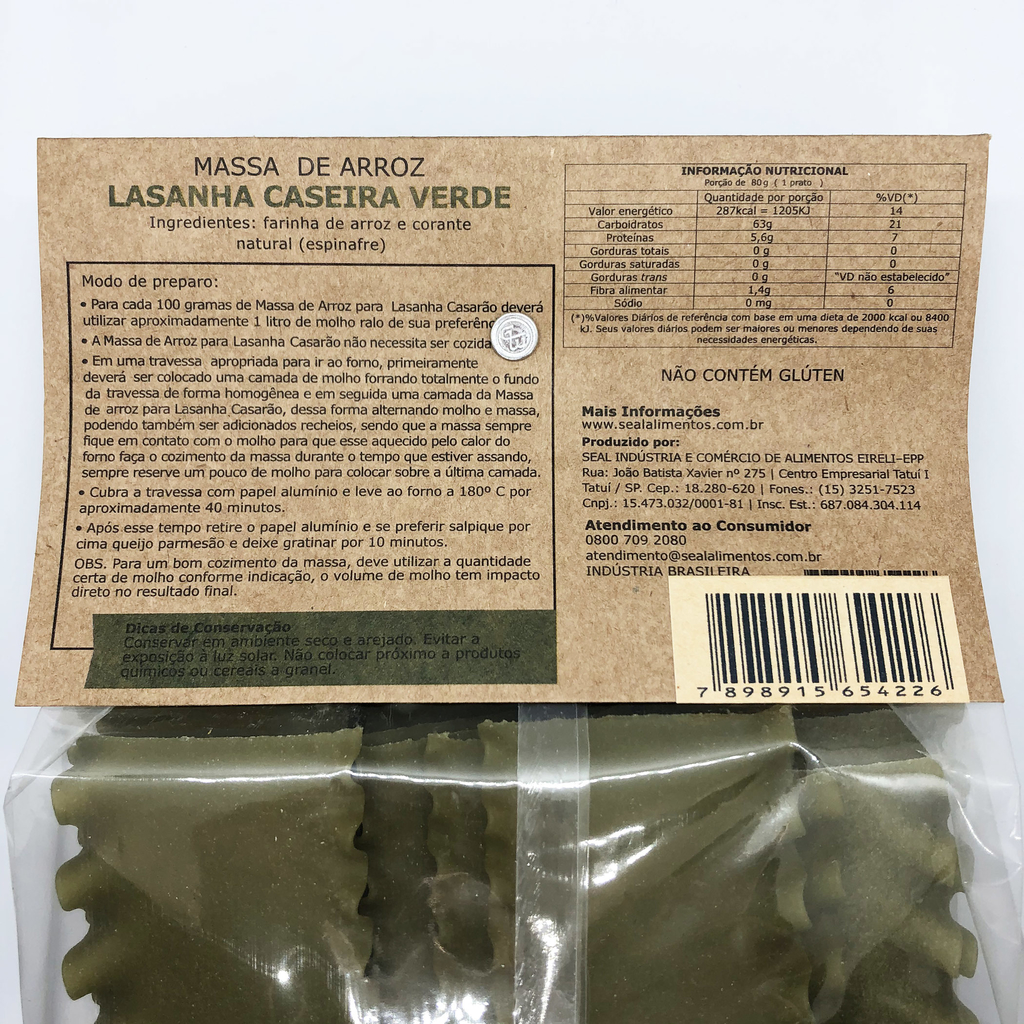 MASSA DE ARROZ
LASANHA CASEIRA VERDE
Ingredientes: farinha de arroz e corante
natural (espinafre)
Modo de preparo:
• Para cada 100 gramas de Massa de Arroz para Lasanha Casarão deverá
utilizar aproximadamente 1 litro de molho ralo de sua
• A Massa de Arroz para Lasanha Casarão não necessita ser cozida
• Em uma travessa apropriada para ir ao forno, primeiramente
deverá ser colocado uma camada de molho forrando totalmente o fundo
da travessa de forma homogênea e em seguida uma camada da Massa
de arroz para Lasanha Casarão, dessa forma alternando molho e massa,
podendo também ser adicionados recheios, sendo que a massa sempre
fique em contato com o molho para que esse aquecido pelo calor do
forno faça o cozimento da massa durante o tempo que estiver assando,
sempre reserve um pouco de molho para colocar sobre a última camada.
• Cubra a travessa com papel alumínio e leve ao forno a 180º C por
aproximadamente 40 minutos.
• Após esse tempo retire o papel alumínio e se preferir salpique por
cima queijo parmesão e deixe gratinar por 10 minutos.
OBS. Para um bom cozimento da massa, deve utilizar a quantidade
certa de molho conforme indicação, o volume de molho tem impacto
direto no resultado final.
Dicas de Conservação
Conservar em ambiente seco e arejado. Evitar a
exposição à luz solar. Não colocar próximo a produtos
químicos ou cereais a granel.
INFORMAÇÃO NUTRICIONAL
Porção de 80g ( 1 prato )
Quantidade por porção %VD(*)
Valor energético 287kcal = 1205KJ 14
Carboidratos 63g 21
Proteínas 5,6g 7
Gorduras totais 0 g 0
Gorduras saturadas 0 g 0
Gorduras trans 0 g "VD não estabelecido"
Fibra alimentar 1,4g 6
Sódio 0 mg 0
(*)%Valores Diários de referência com base em uma dieta de 2000 kcal ou 8400
kJ. Seus valores diários podem ser maiores ou menores dependendo de suas
necessidades energéticas.
NÃO CONTÉM GLÚTEN
Mais Informações
www.sealalimentos.com.br
Produzido por:
SEAL INDÚSTRIA E COMÉRCIO DE ALIMENTOS EIRELI-EPP
Rua: João Batista Xavier nº 275 | Centro Empresarial Tatuí I
Tatuí / SP. Cep.: 18.280-620 | Fones.: (15) 3251-7523
Cnpj.: 15.473.032/0001-81 | Insc. Est.: 687.084.304.114
Atendimento ao Consumidor
0800 709 2080
atendimento@sealalimentos.com.br
INDÚSTRIA BRASILEIRA
7 898915 654226